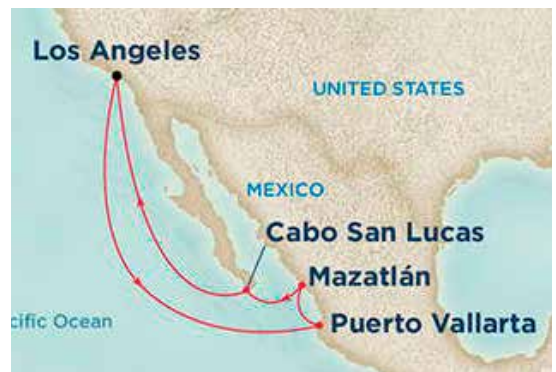 Los Angeles
UNITED STATES
MEXICO
Cabo San Lucas
Mazatlán
cific Ocean
Puerto Vallarta